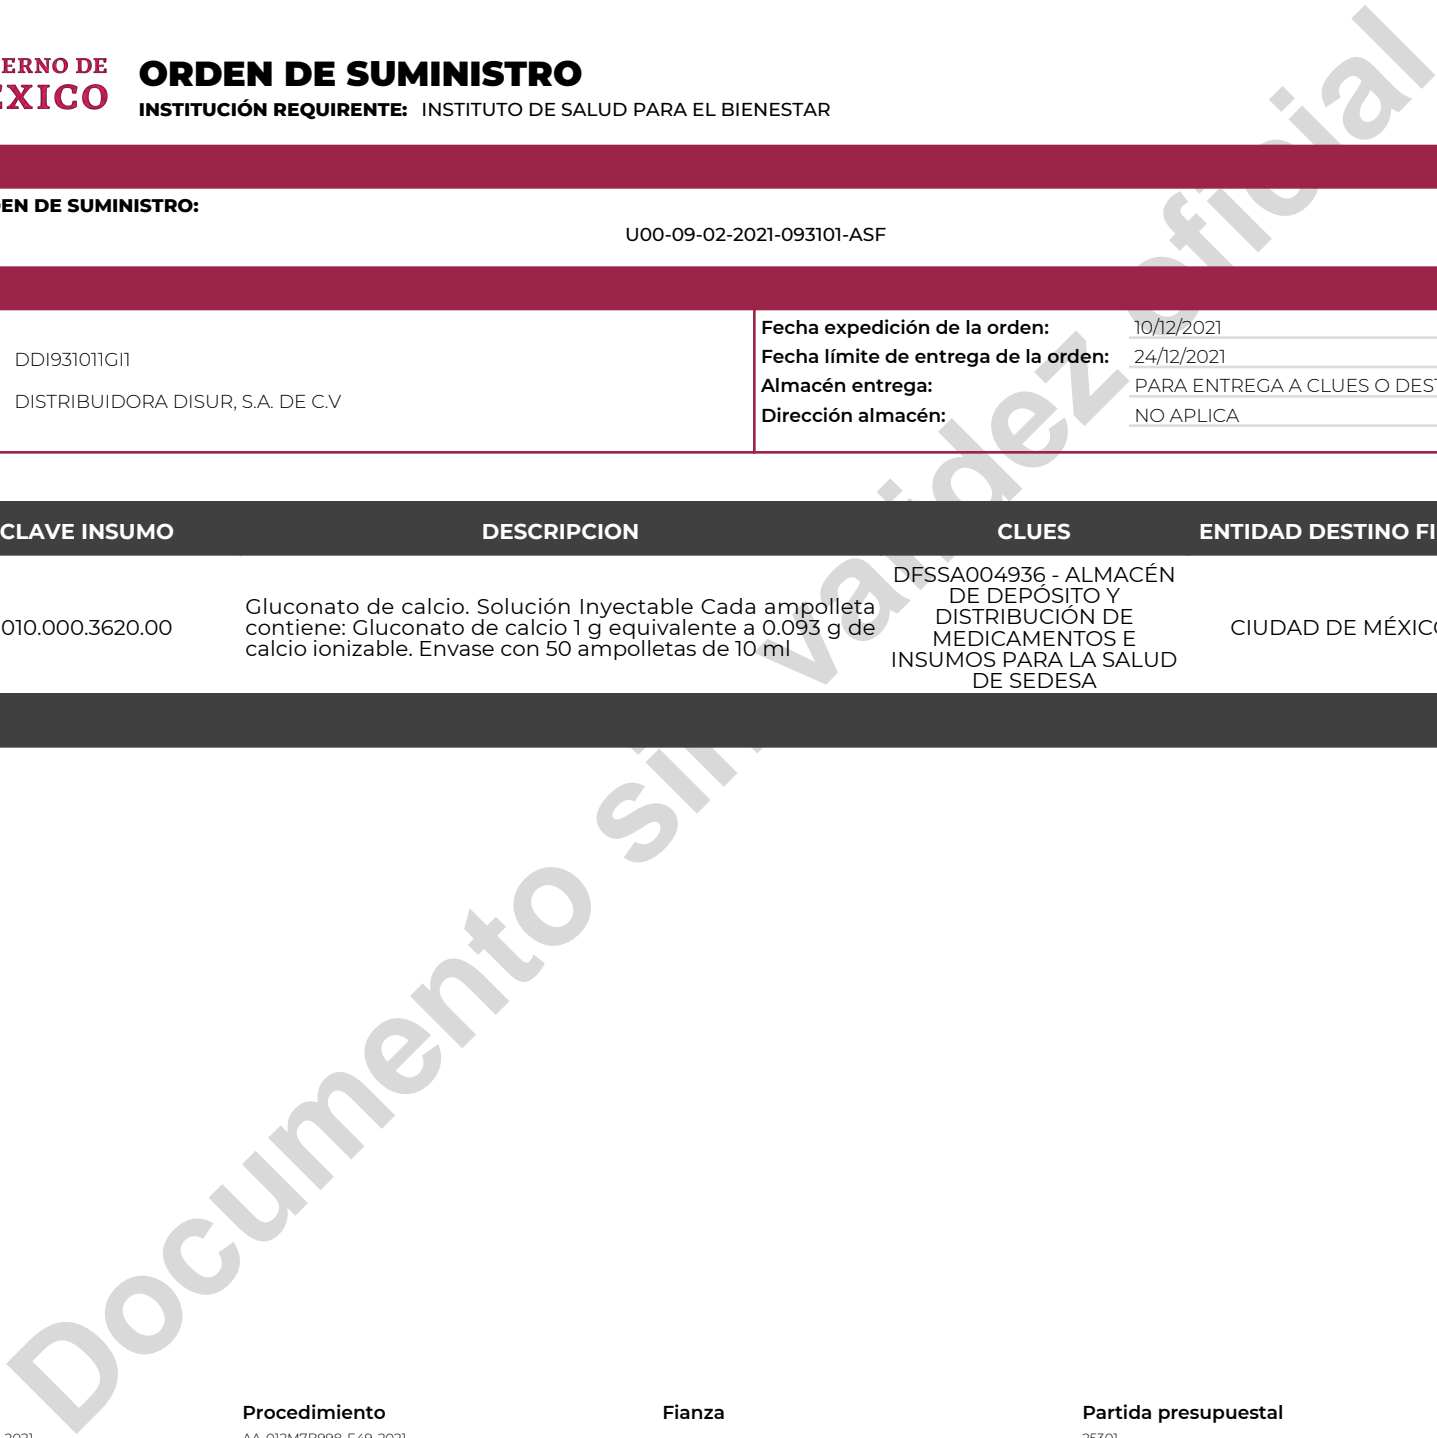 ERNO DE
ORDEN DE SUMINISTRO
INSTITUCIÓN REQUIRENTE: INSTITUTO DE SALUD PARA EL BIENESTAR
EN DE SUMINISTRO:
U00-09-02-2021-093101-ASF
DDI931011GI1
DISTRIBUIDORA DISUR, S.A. DE C.V
Fecha expedición de la orden: 10/12/2021
Fecha límite de entrega de la orden: 24/12/2021
Almacén entrega: PARA ENTREGA A CLUES O DEST
Dirección almacén: NO APLICA
CLAVE INSUMO DESCRIPCION CLUES ENTIDAD DESTINO FI
010.000.3620.00
Gluconato de calcio. Solución Inyectable Cada ampolleta
contiene: Gluconato de calcio 1 g equivalente a 0.093 g de
calcio ionizable. Envase con 50 ampolletas de 10 ml
DFSSA004936 - ALMACÉN
DE DEPÓSITO Y
DISTRIBUCIÓN DE
MEDICAMENTOS E
INSUMOS PARA LA SALUD
DE SEDESA
CIUDAD DE MÉXICO
Documento sin validez oficial
Procedimiento Fianza Partida presupuestal